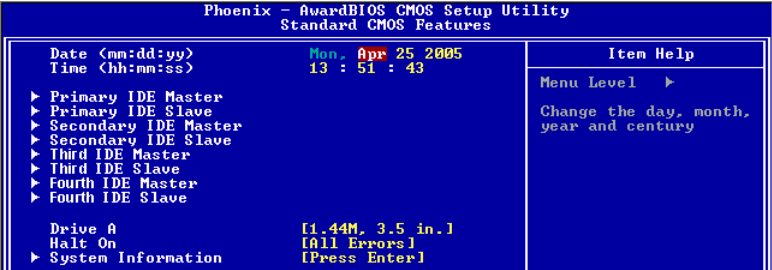 Phoenix - AwardBIOS CMOS Setup Utility
Standard CMOS Features
Date (mm:dd:yy) Mon, Apr 25 2005
Time (hh:mm:ss) 13 : 51 : 43
Primary IDE Master
Primary IDE Slave
Secondary IDE Master
Secondary IDE Slave
Third IDE Master
Third IDE Slave
Fourth IDE Master
Fourth IDE Slave
Drive A [1.44M, 3.5 in.]
Halt On [All Errors]
System Information [Press Enter]
Item Help
Menu Level
Change the day, month,
year and century